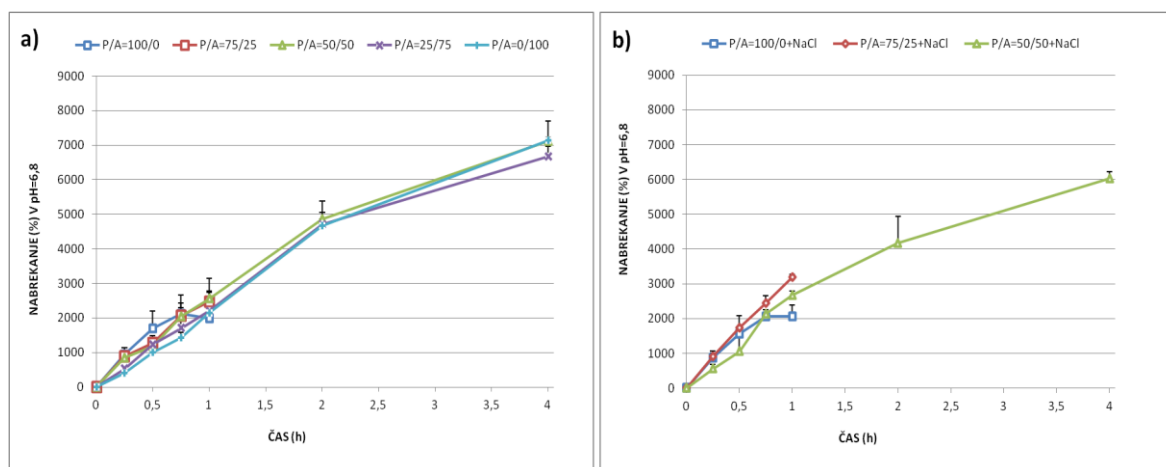 a)
P/A=100/0 P/A=75/25 P/A=50/50 P/A=25/75 P/A=0/100
NABREKANJE (%) V pH=6,8
9000
8000
7000
6000
5000
4000
3000
2000
1000
0
0 0,5 1 1,5 2 2,5 3 3,5 4
ČAS (h)
b)
P/A=100/0+NaCl P/A=75/25+NaCl P/A=50/50+NaCl
NABREKANJE (%) V pH=6,8
9000
8000
7000
6000
5000
4000
3000
2000
1000
0
0 0,5 1 1,5 2 2,5 3 3,5 4
ČAS (h)